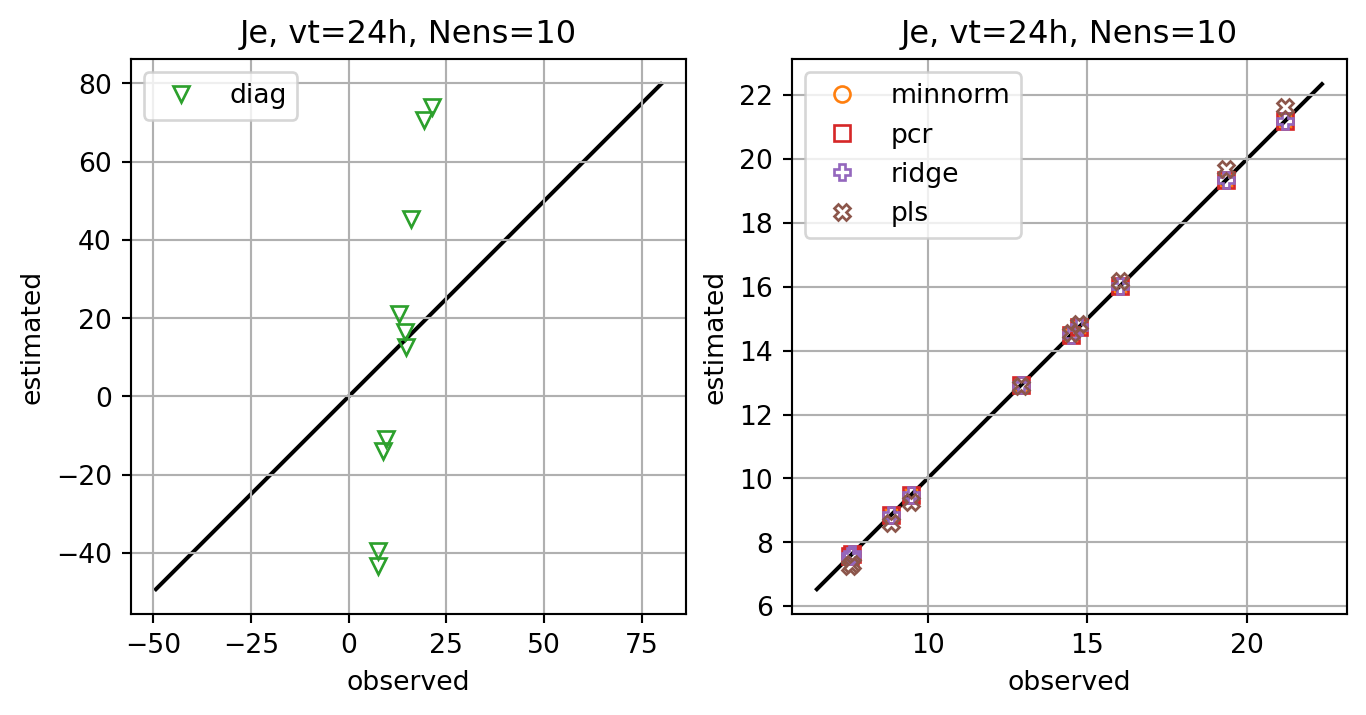 Je, vt=24h, Nens=10
diag
80
60
40
20
0
−20
−40
estimated
−50
−25
0
25
50
75
observed
Je, vt=24h, Nens=10
minnorm
pcr
ridge
pls
22
20
18
16
14
12
10
8
6
estimated
10
15
20
observed